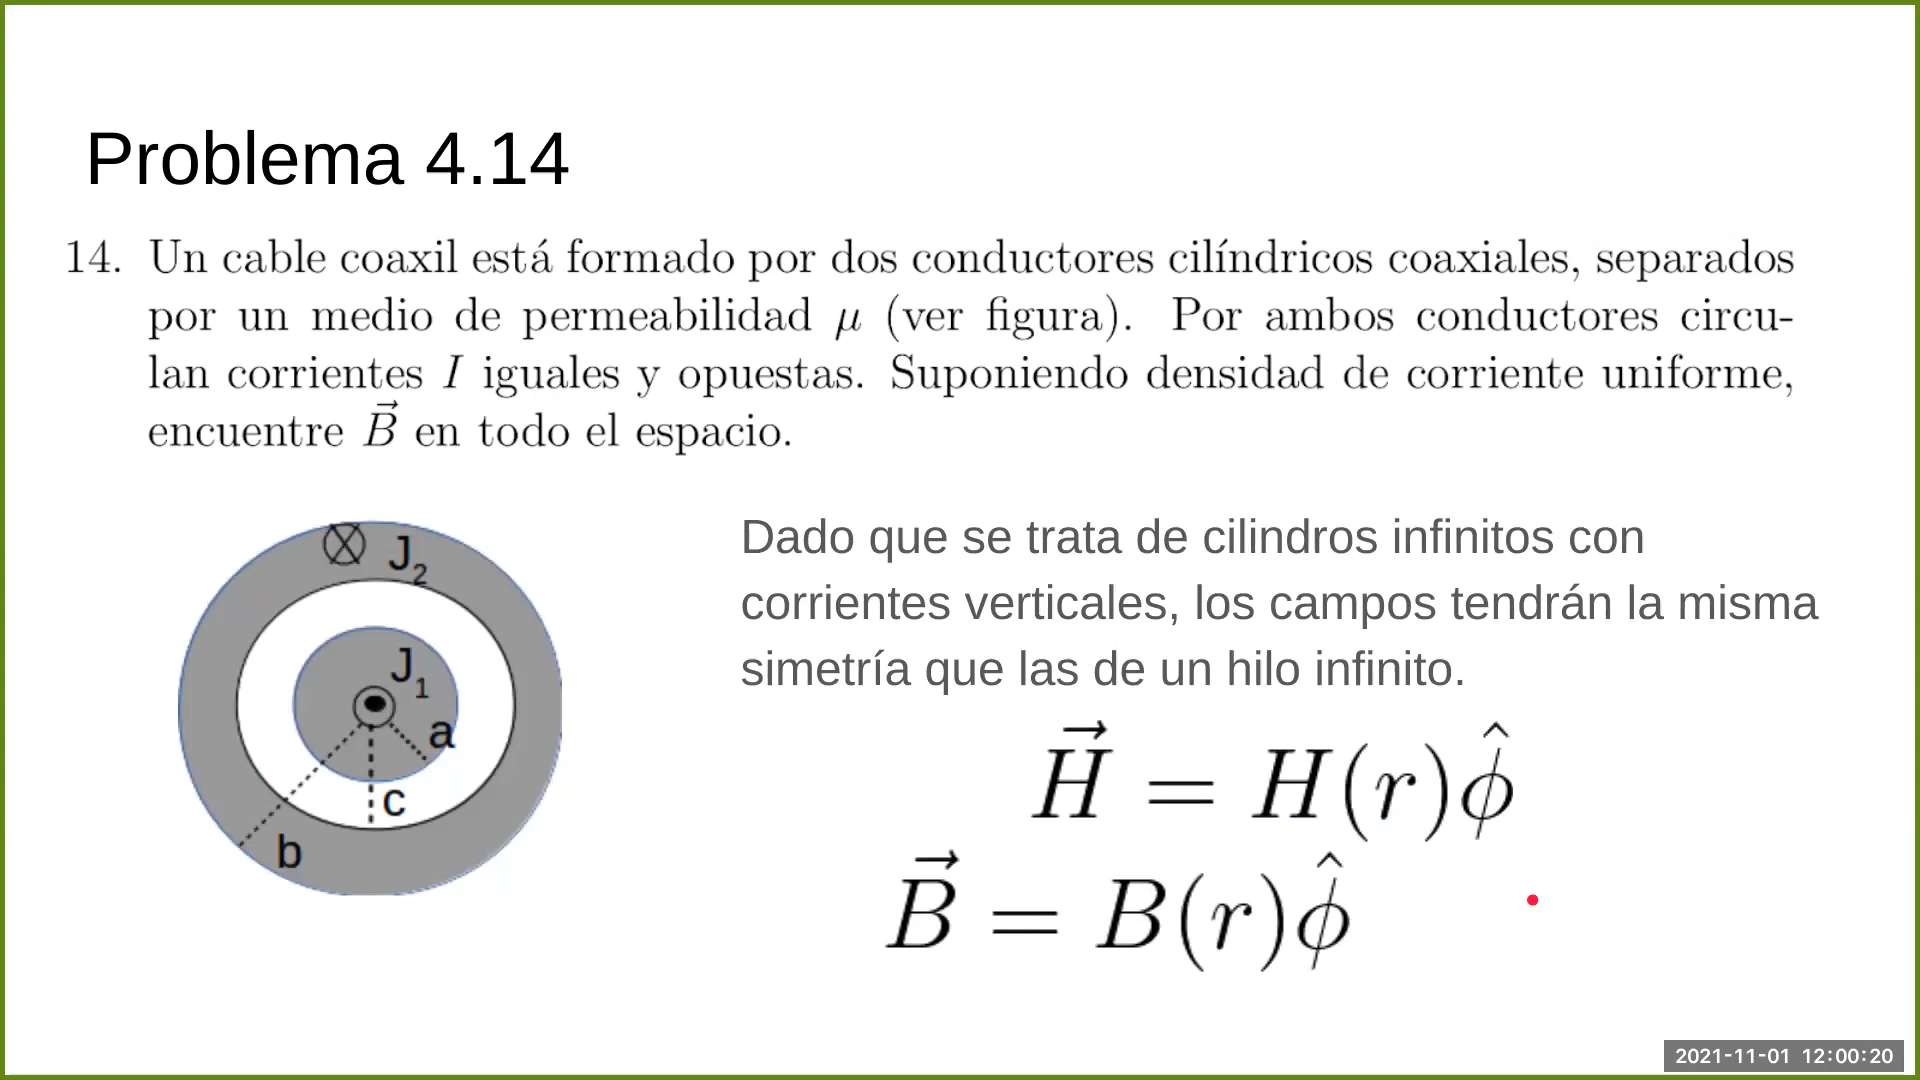 Problema 4.14
14. Un cable coaxil está formado por dos conductores cilíndricos coaxiales, separados
por un medio de permeabilidad μ (ver figura). Por ambos conductores circu-
lan corrientes I iguales y opuestas. Suponiendo densidad de corriente uniforme,
encuentre B⃗ en todo el espacio.
J₂
J₁
a
c
b
Dado que se trata de cilindros infinitos con
corrientes verticales, los campos tendrán la misma
simetría que las de un hilo infinito.
H⃗ = H(r)ϕ̂
B⃗ = B(r)ϕ̂
2021-11-01 12:00:20